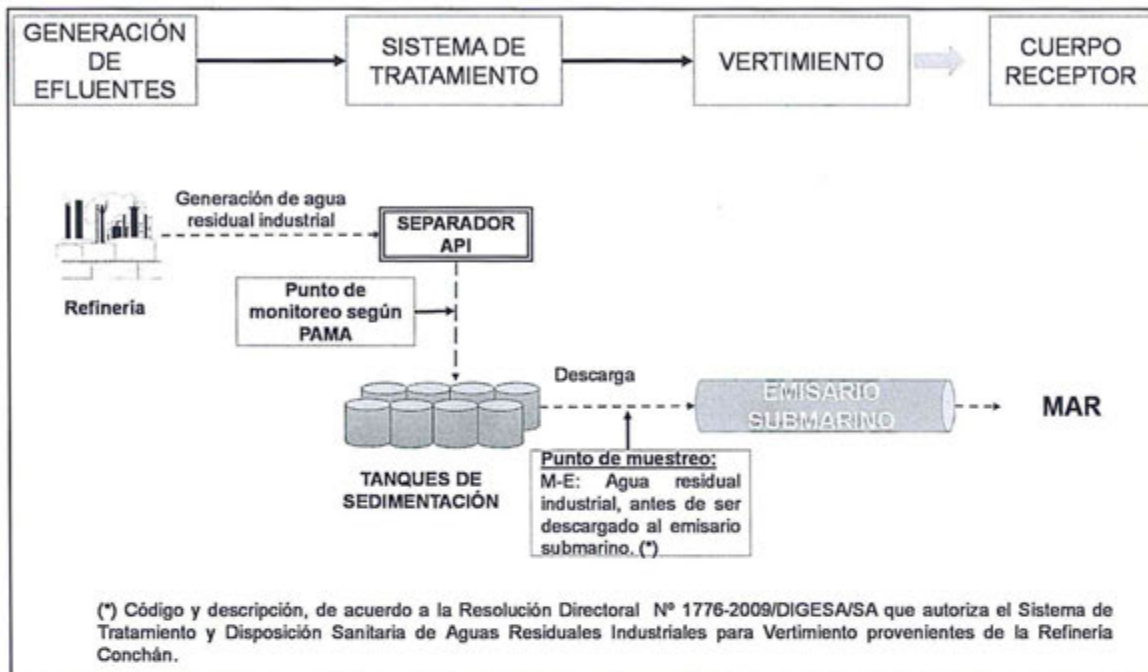 GENERACIÓN
DE
EFLUENTES
SISTEMA DE
TRATAMIENTO
VERTIMIENTO
CUERPO
RECEPTOR
Generación de agua
residual industrial
SEPARADOR
API
Refinería
Punto de
monitoreo según
PAMA
Descarga
EMISARIO
SUBMARINO
MAR
TANQUES DE
SEDIMENTACIÓN
Punto de muestreo:
M-E: Agua residual
industrial, antes de ser
descargado al emisario
submarino. (*)
(*) Código y descripción, de acuerdo a la Resolución Directoral Nº 1776-2009/DIGESA/SA que autoriza el Sistema de
Tratamiento y Disposición Sanitaria de Aguas Residuales Industriales para Vertimiento provenientes de la Refinería
Conchán.